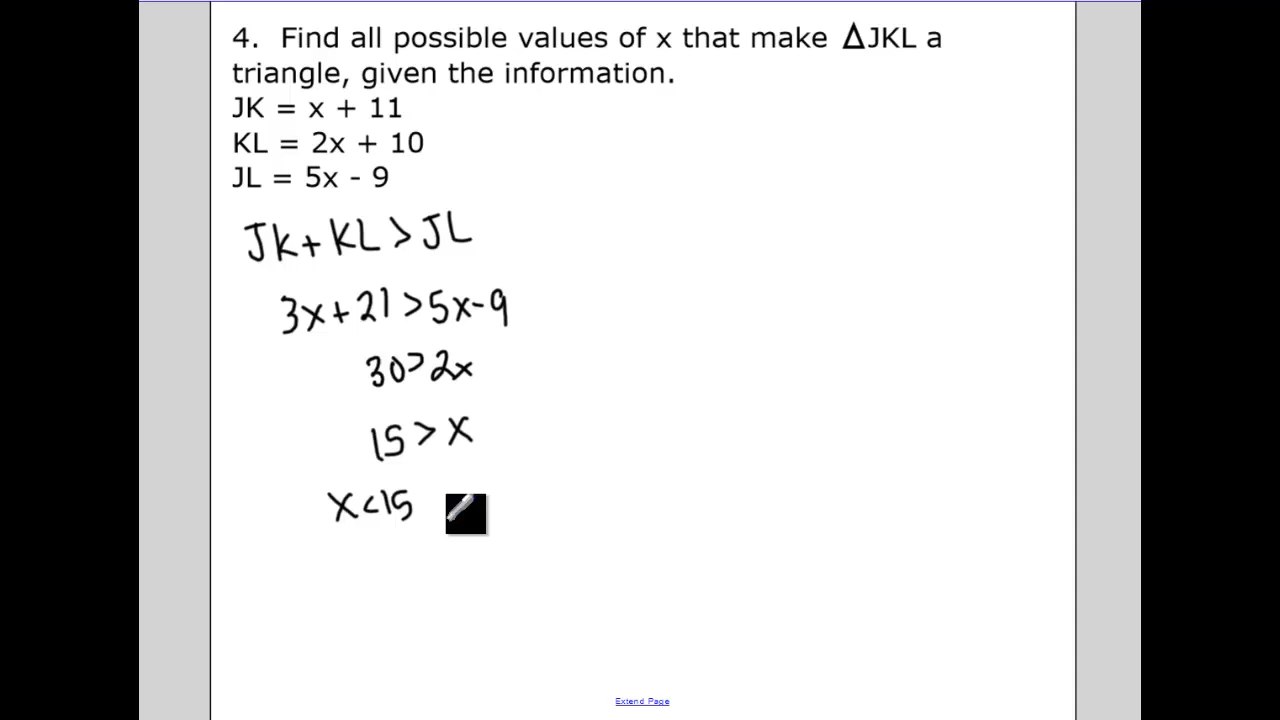 4. Find all possible values of x that make ΔJKL a
triangle, given the information.
JK = x + 11
KL = 2x + 10
JL = 5x - 9
JK+KL>JL
3x+21>5x-9
30>2x
15>x
x<15
Extend Page